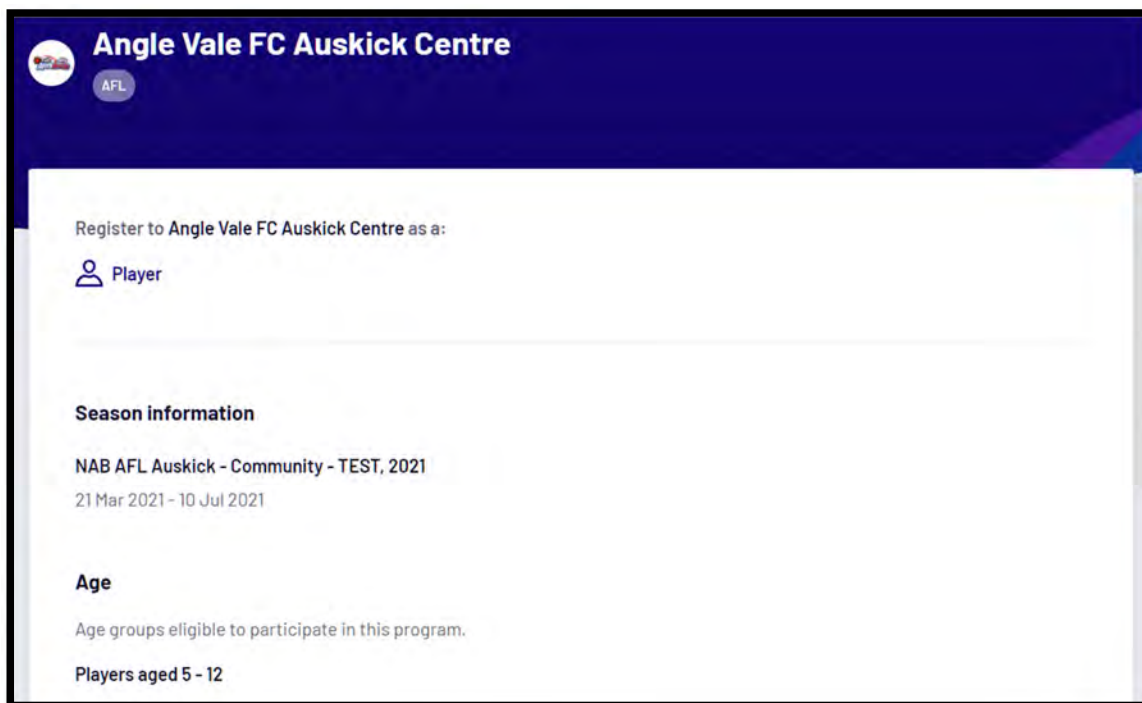 Angle Vale FC Auskick Centre
AFL
Register to Angle Vale FC Auskick Centre as a:
Player
Season information
NAB AFL Auskick - Community - TEST, 2021
21 Mar 2021 - 10 Jul 2021
Age
Age groups eligible to participate in this program.
Players aged 5 - 12